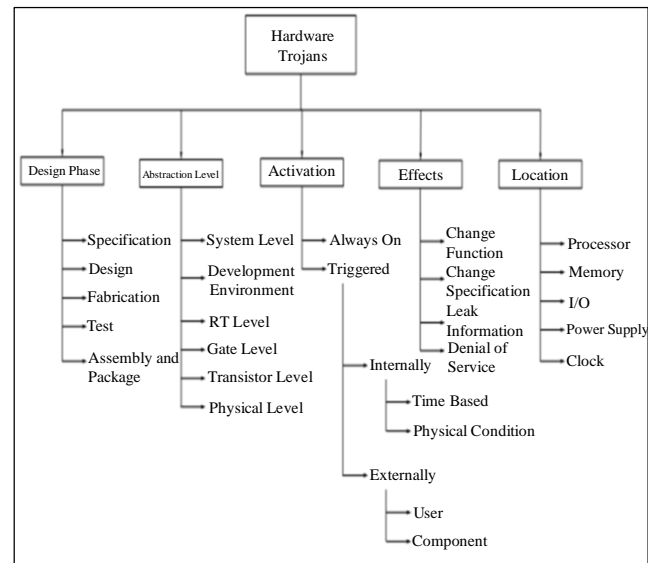 Hardware
Trojans
Design Phase
Abstraction Level
Activation
Effects
Location
Specification
Design
Fabrication
Test
Assembly and
Package
System Level
Development
Environment
RT Level
Gate Level
Transistor Level
Physical Level
Always On
Triggered
Internally
Time Based
Physical Condition
Externally
User
Component
Change
Function
Change
Specification
Leak
Information
Denial of
Service
Processor
Memory
I/O
Power Supply
Clock